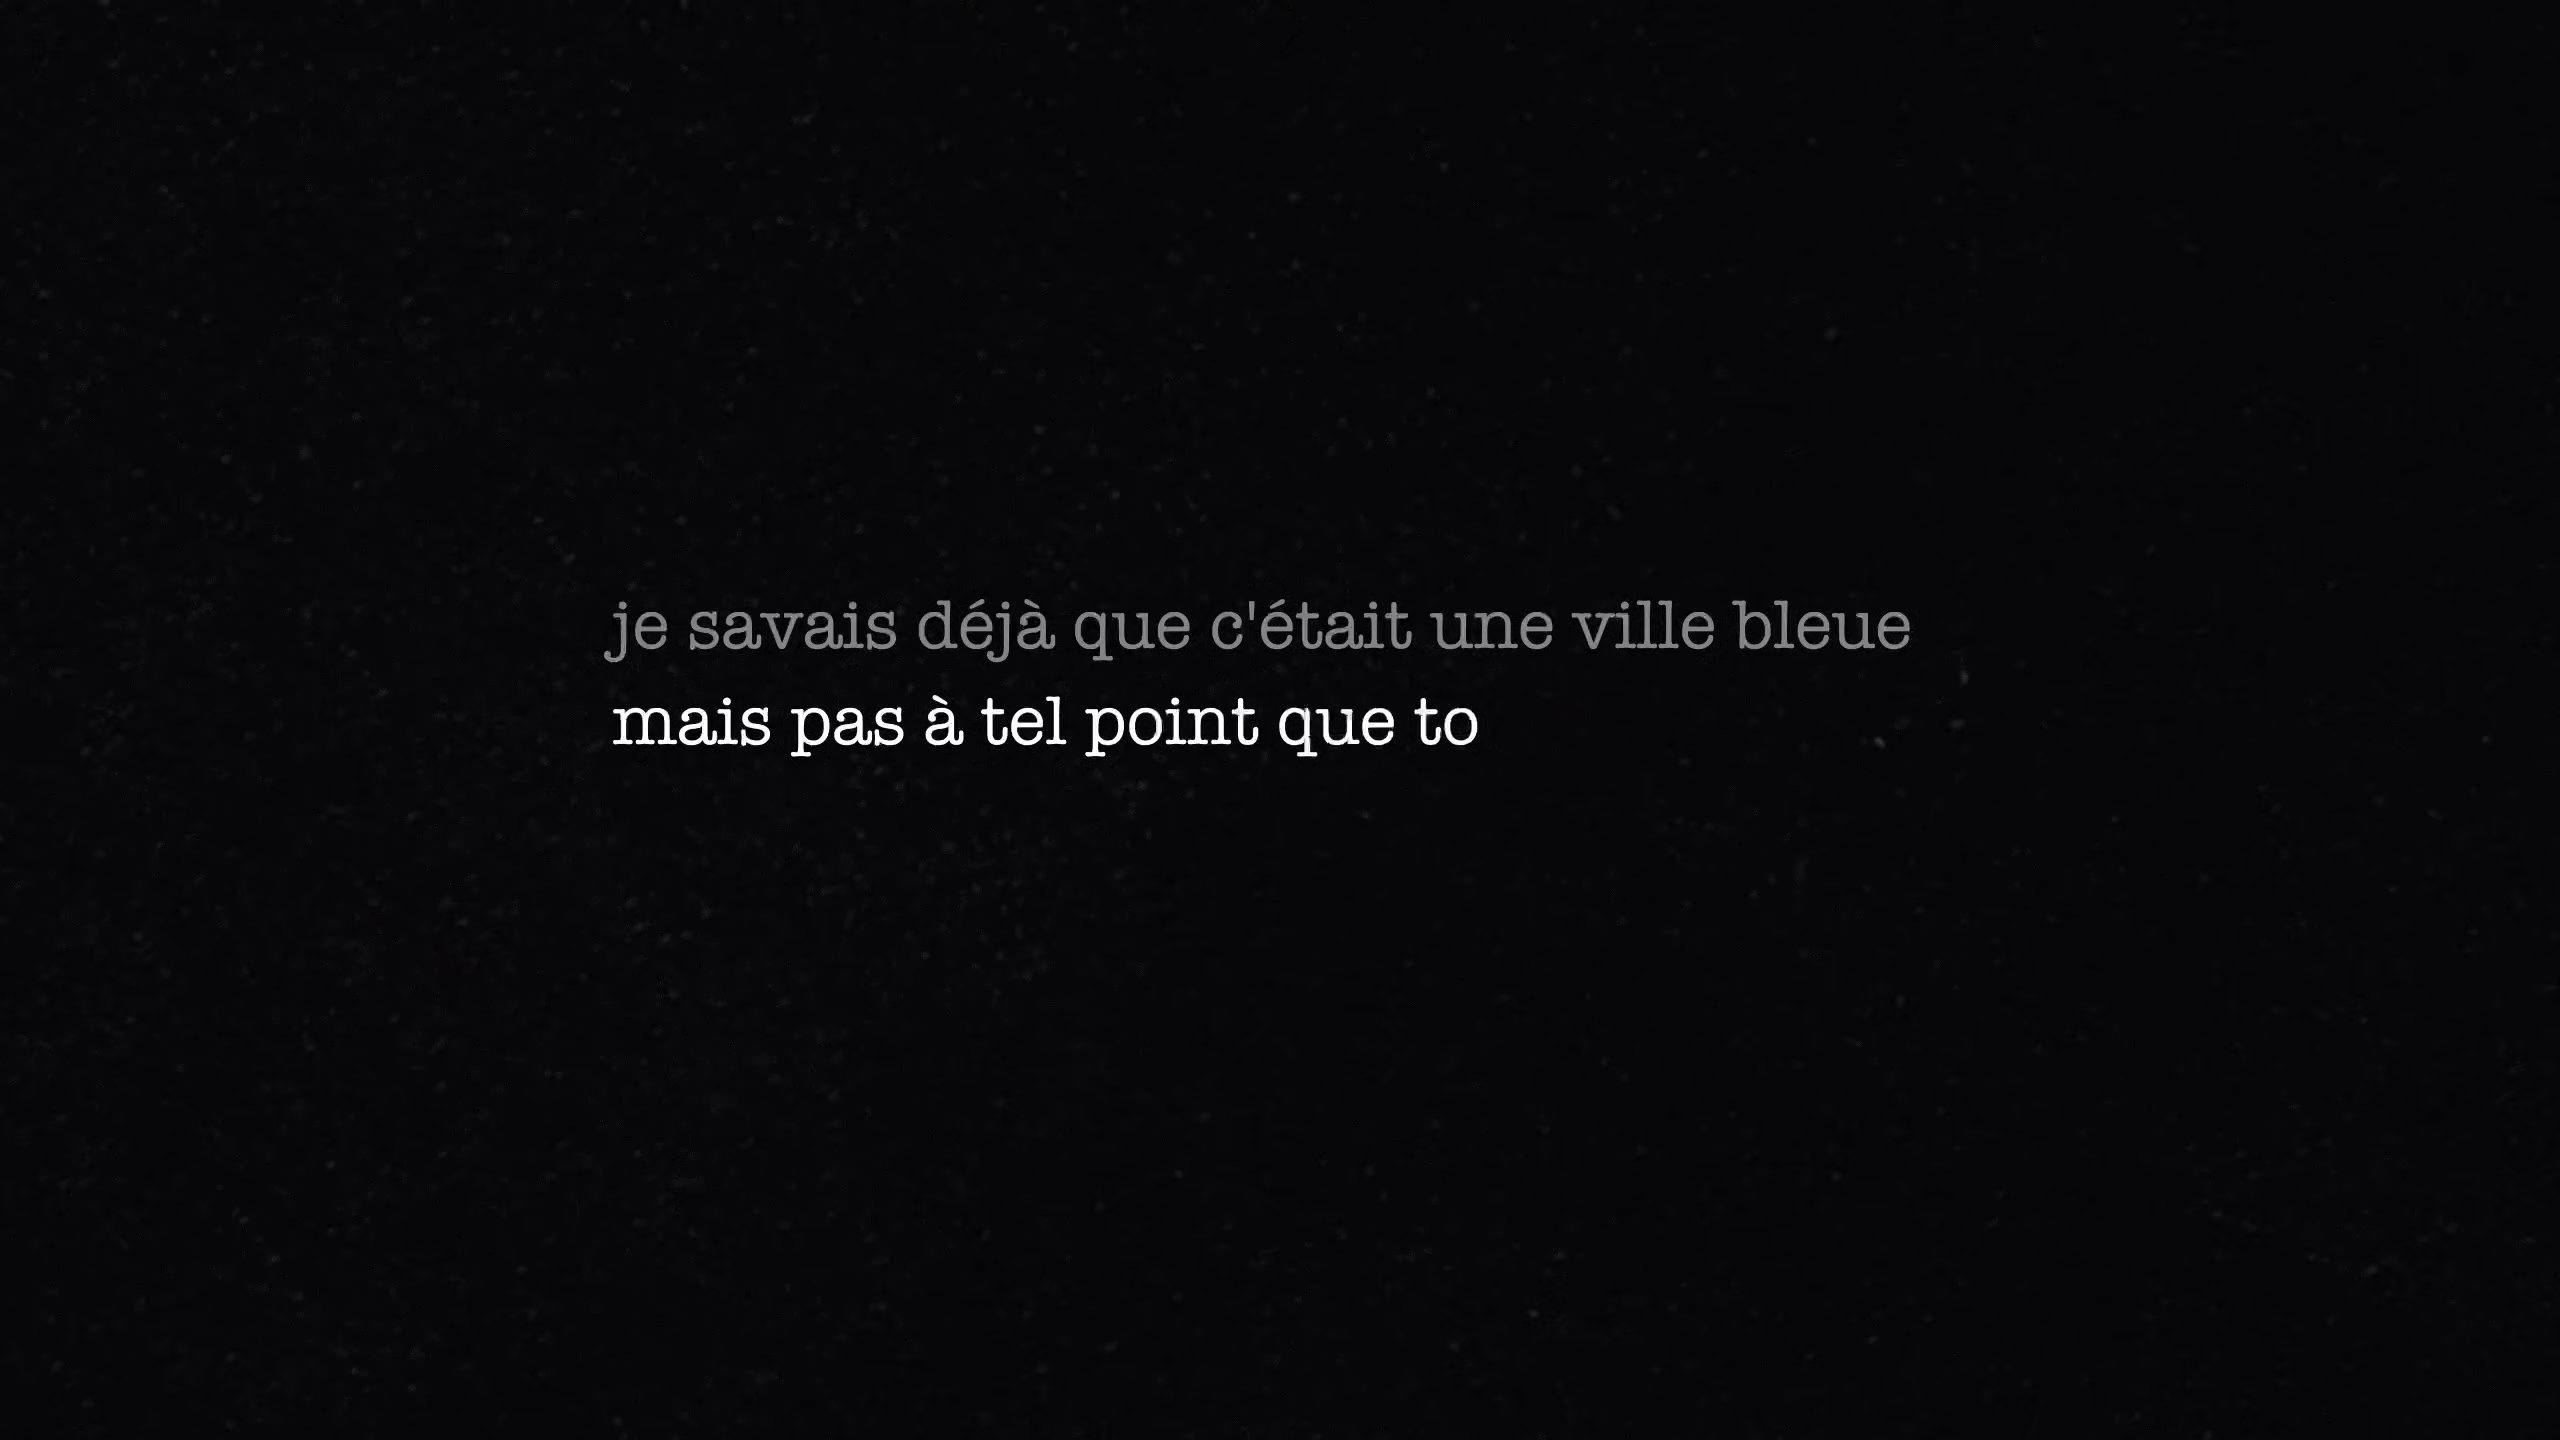 je savais déjà que c'était une ville bleue
mais pas à tel point que to